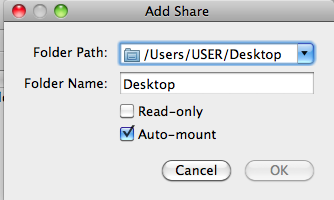 Add Share
Folder Path: /Users/USER/Desktop
Folder Name: Desktop
Read-only
Auto-mount
Cancel OK